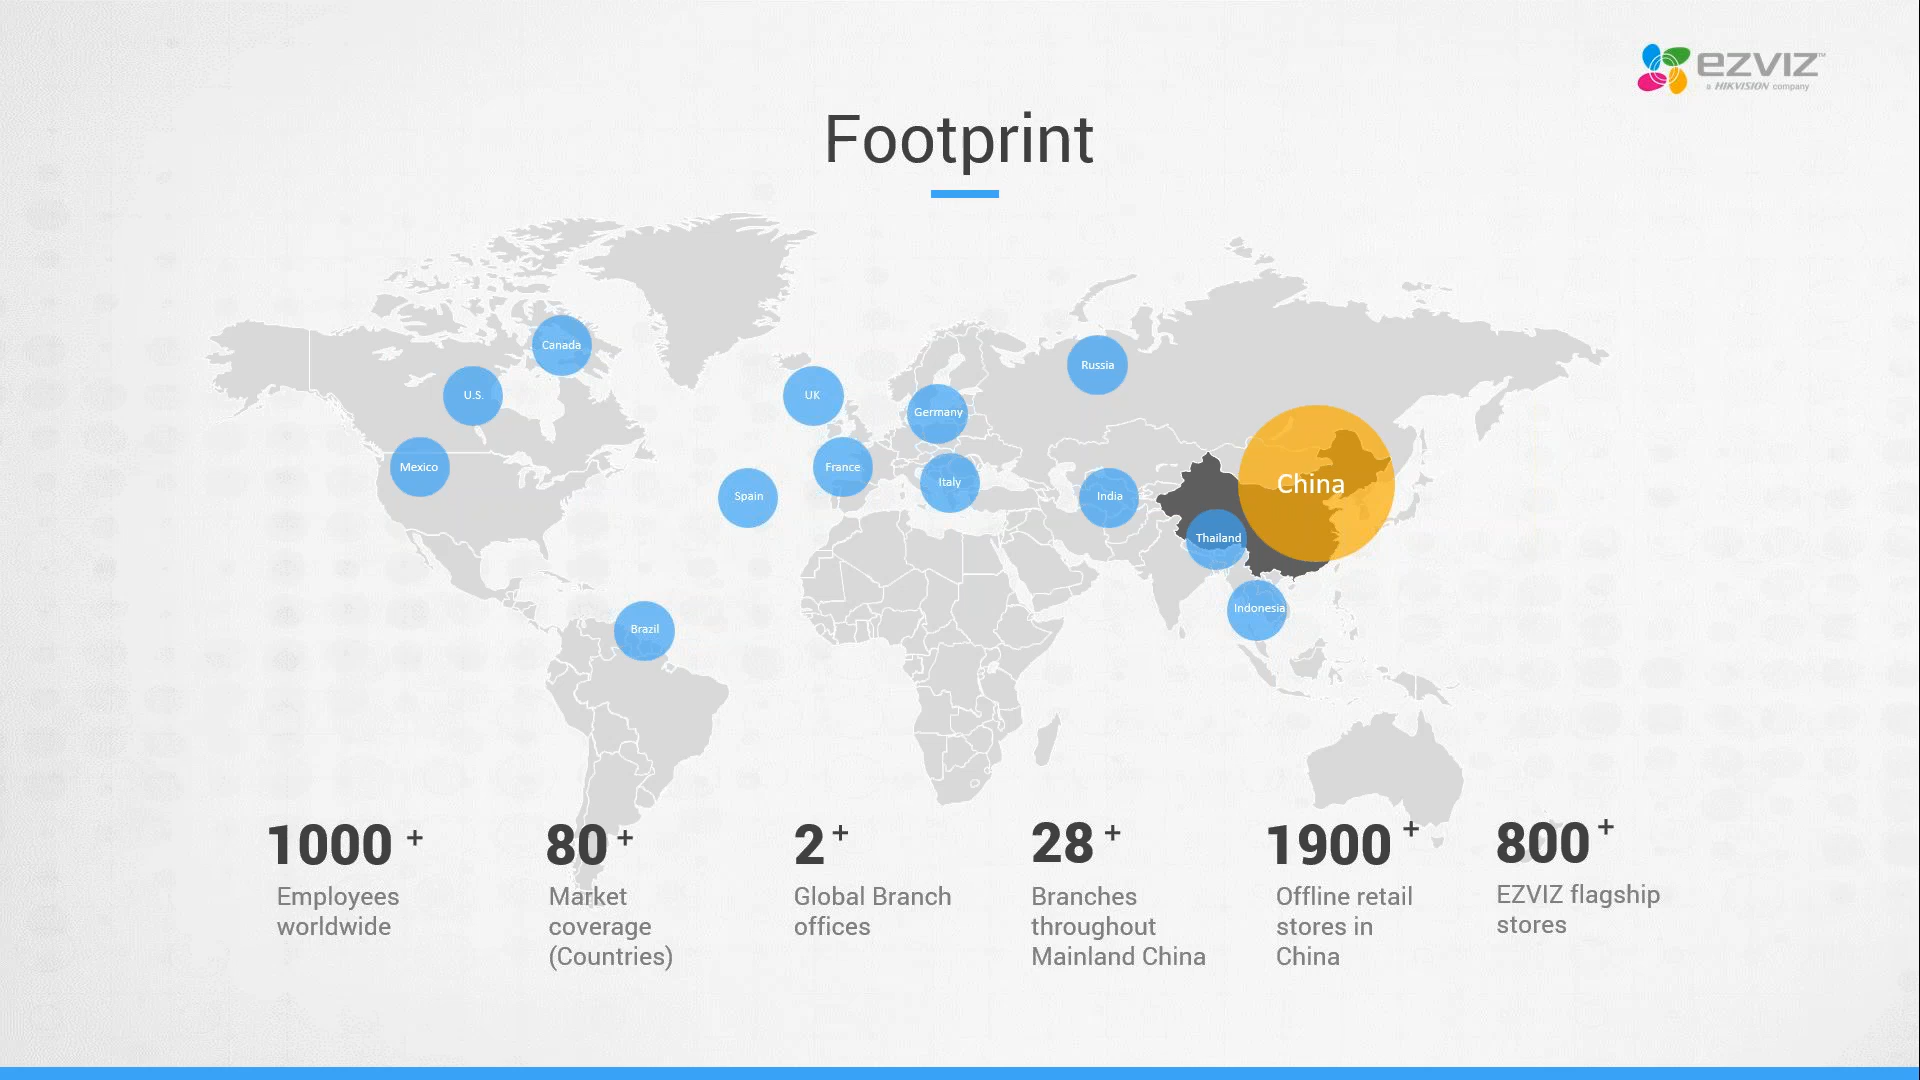 ezviz™
a HIKVISION company
Footprint
Canada
Russia
U.S.
UK
Germany
Mexico
France
Italy
Spain
India
China
Thailand
Indonesia
Brazil
1000 +
Employees
worldwide
80 +
Market
coverage
(Countries)
2 +
Global Branch
offices
28 +
Branches
throughout
Mainland China
1900 +
Offline retail
stores in
China
800 +
EZVIZ flagship
stores